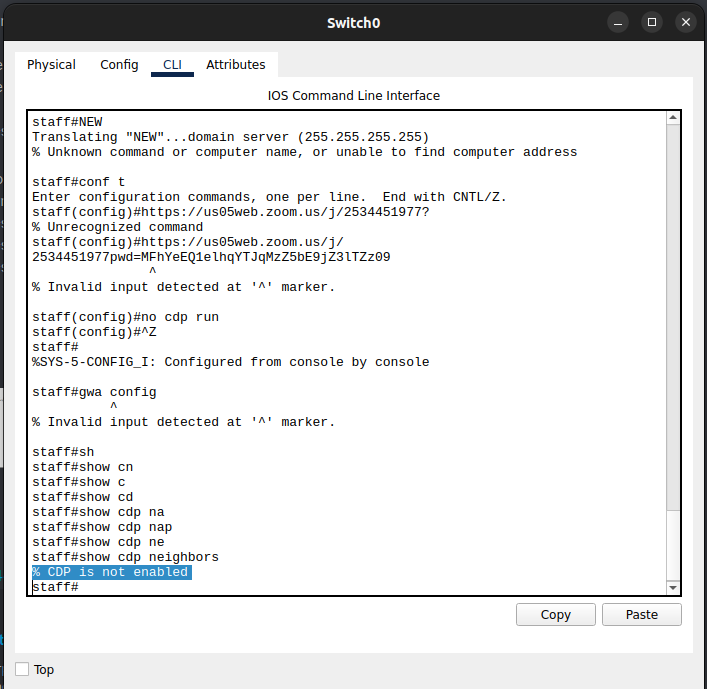 Switch0
Physical Config CLI Attributes
IOS Command Line Interface
staff#NEW
Translating "NEW"...domain server (255.255.255.255)
% Unknown command or computer name, or unable to find computer address
staff#conf t
Enter configuration commands, one per line.  End with CNTL/Z.
staff(config)#https://us05web.zoom.us/j/2534451977?
% Unrecognized command
staff(config)#https://us05web.zoom.us/j/
2534451977pwd=MFhYeEQ1elhqYTJqMzZ5bE9jZ3lTZz09
^
% Invalid input detected at '^' marker.
staff(config)#no cdp run
staff(config)#^Z
staff#
%SYS-5-CONFIG_I: Configured from console by console
staff#gwa config
^
% Invalid input detected at '^' marker.
staff#sh
staff#show cn
staff#show c
staff#show cd
staff#show cdp na
staff#show cdp nap
staff#show cdp ne
staff#show cdp neighbors
% CDP is not enabled
staff#
Copy Paste
Top